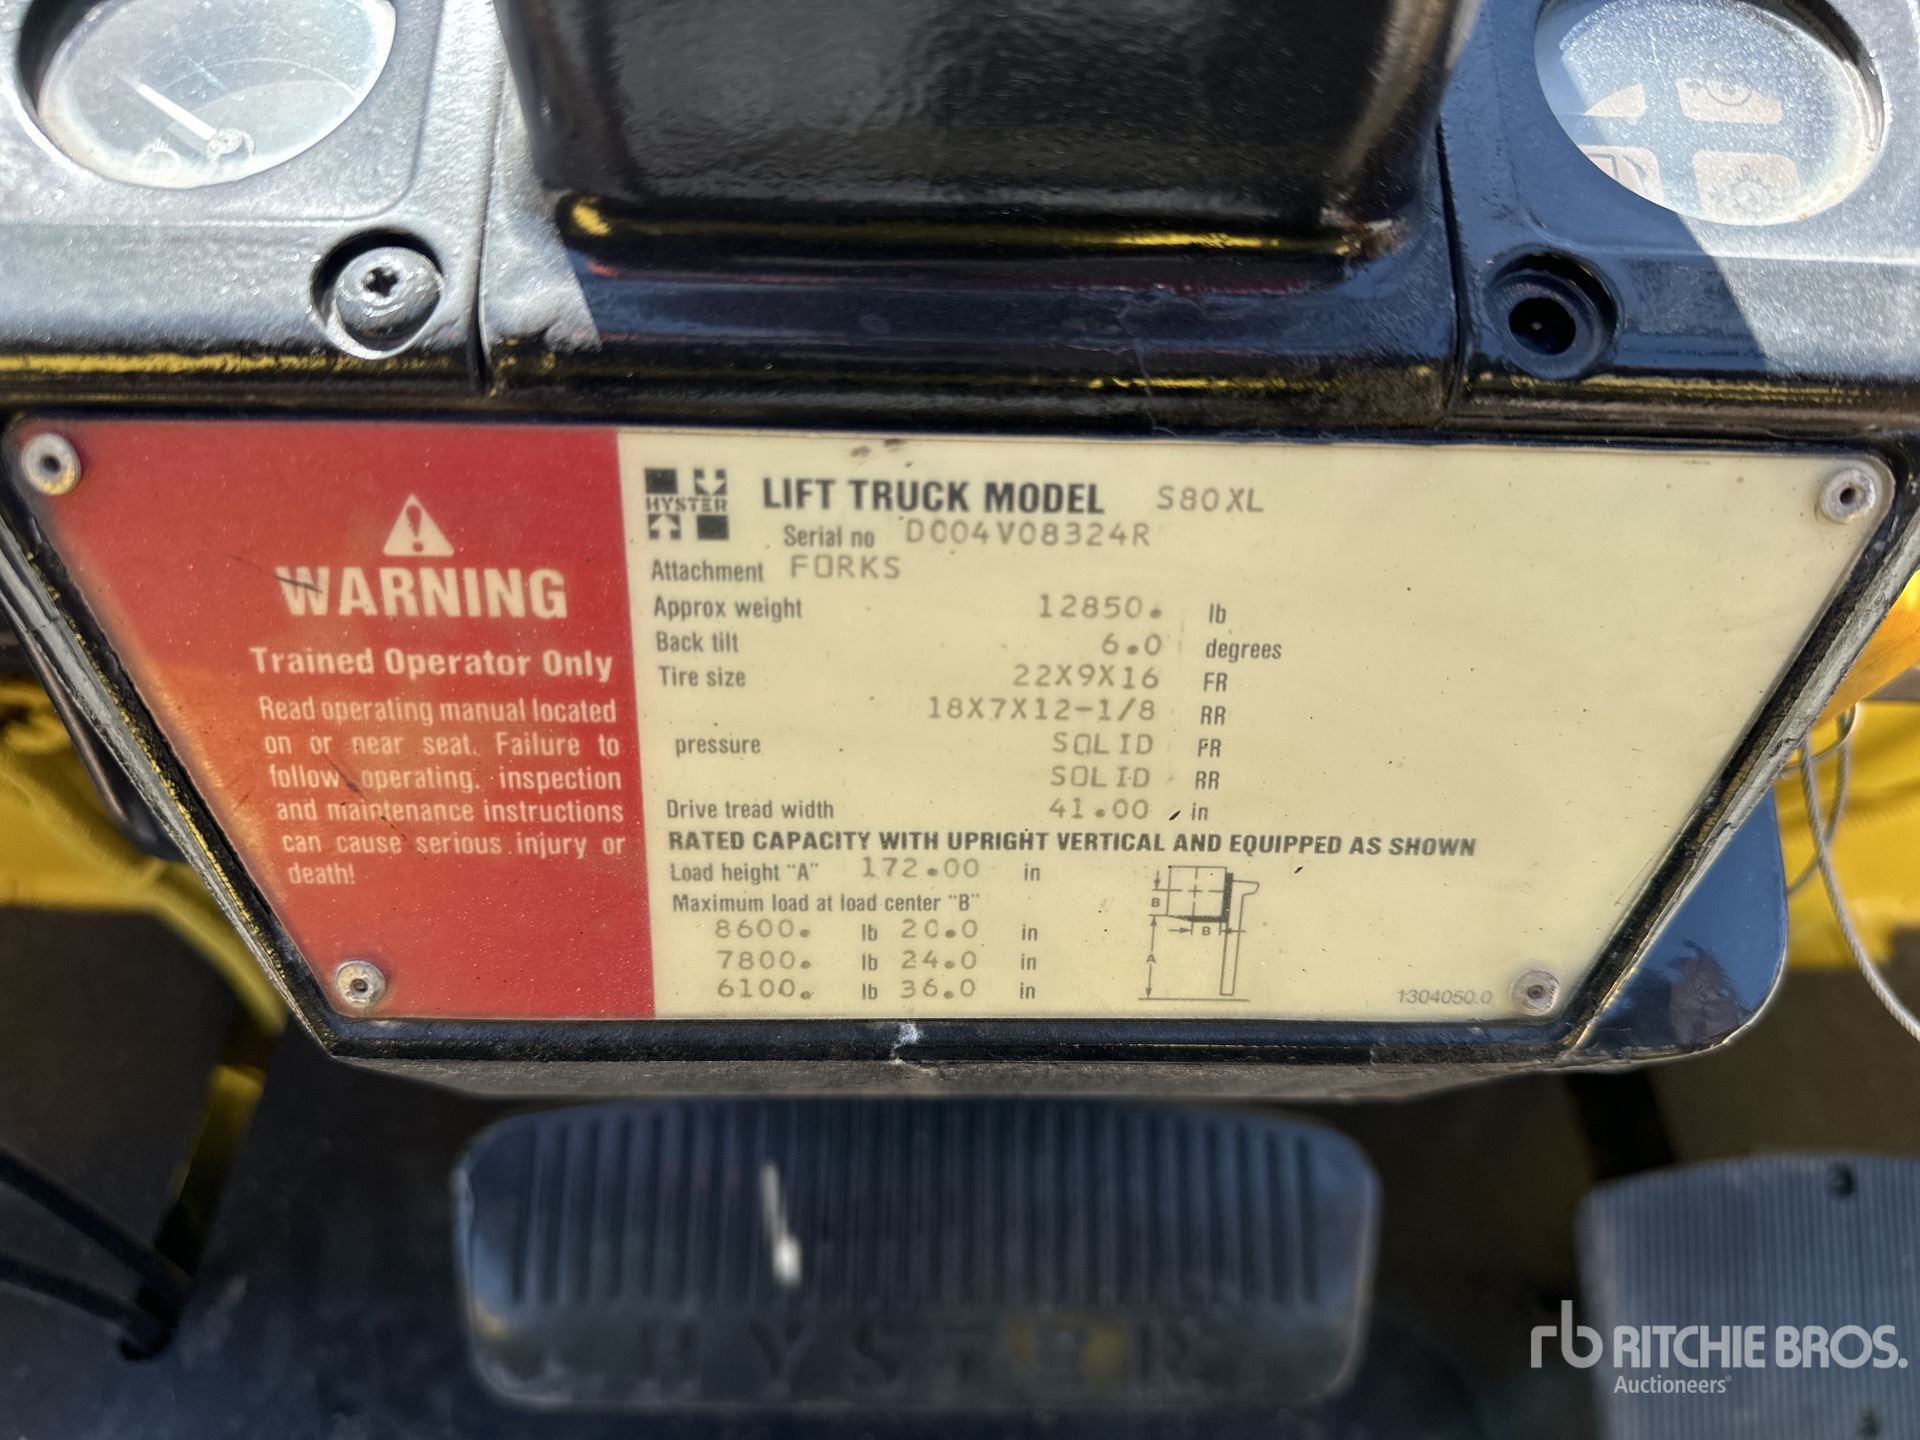 HYSTER
LIFT TRUCK MODEL S80XL
Serial no D004V08324R
Attachment FORKS
Approx weight 12850. lb
Back tilt 6.0 degrees
Tire size 22X9X16 FR
18X7X12-1/8 RR
pressure SOLID FR
SOLID RR
Drive tread width 41.00 in
RATED CAPACITY WITH UPRIGHT VERTICAL AND EQUIPPED AS SHOWN
Load height "A" 172.00 in
Maximum load at load center "B"
8600. lb 20.0 in
7800. lb 24.0 in
6100. lb 36.0 in
B
B
A
1304050.0
WARNING
Trained Operator Only
Read operating manual located
on or near seat. Failure to
follow operating, inspection
and maintenance instructions
can cause serious injury or
death!
HYSTER
rb RITCHIE BROS.
Auctioneers